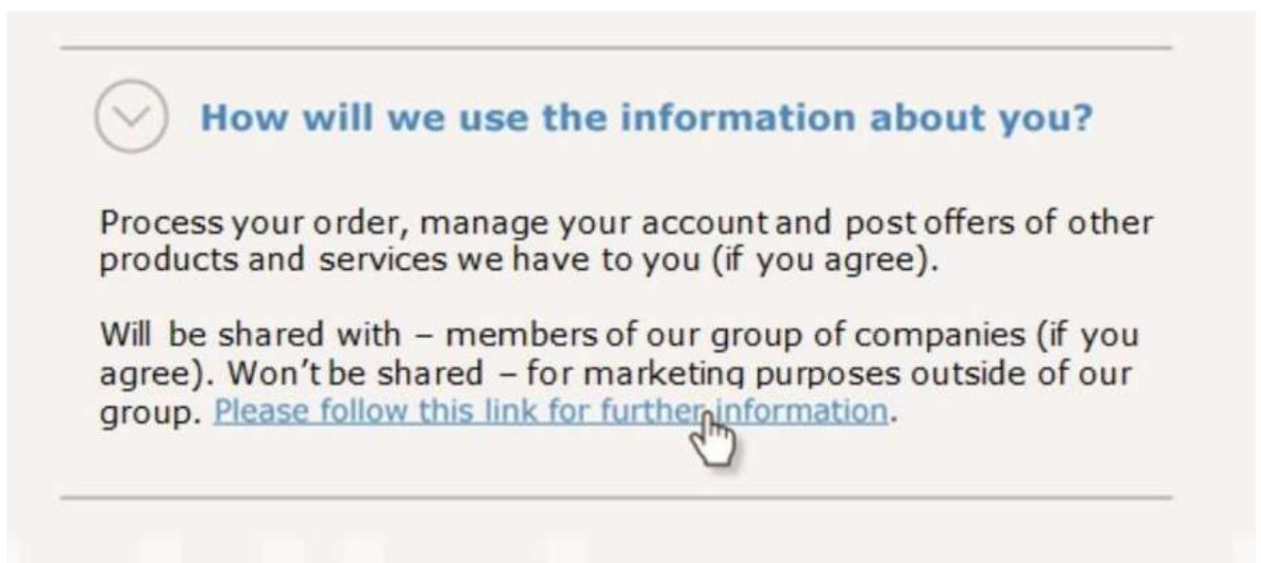 How will we use the information about you?
Process your order, manage your account and post offers of other
products and services we have to you (if you agree).
Will be shared with – members of our group of companies (if you
agree). Won't be shared – for marketing purposes outside of our
group. Please follow this link for further information.